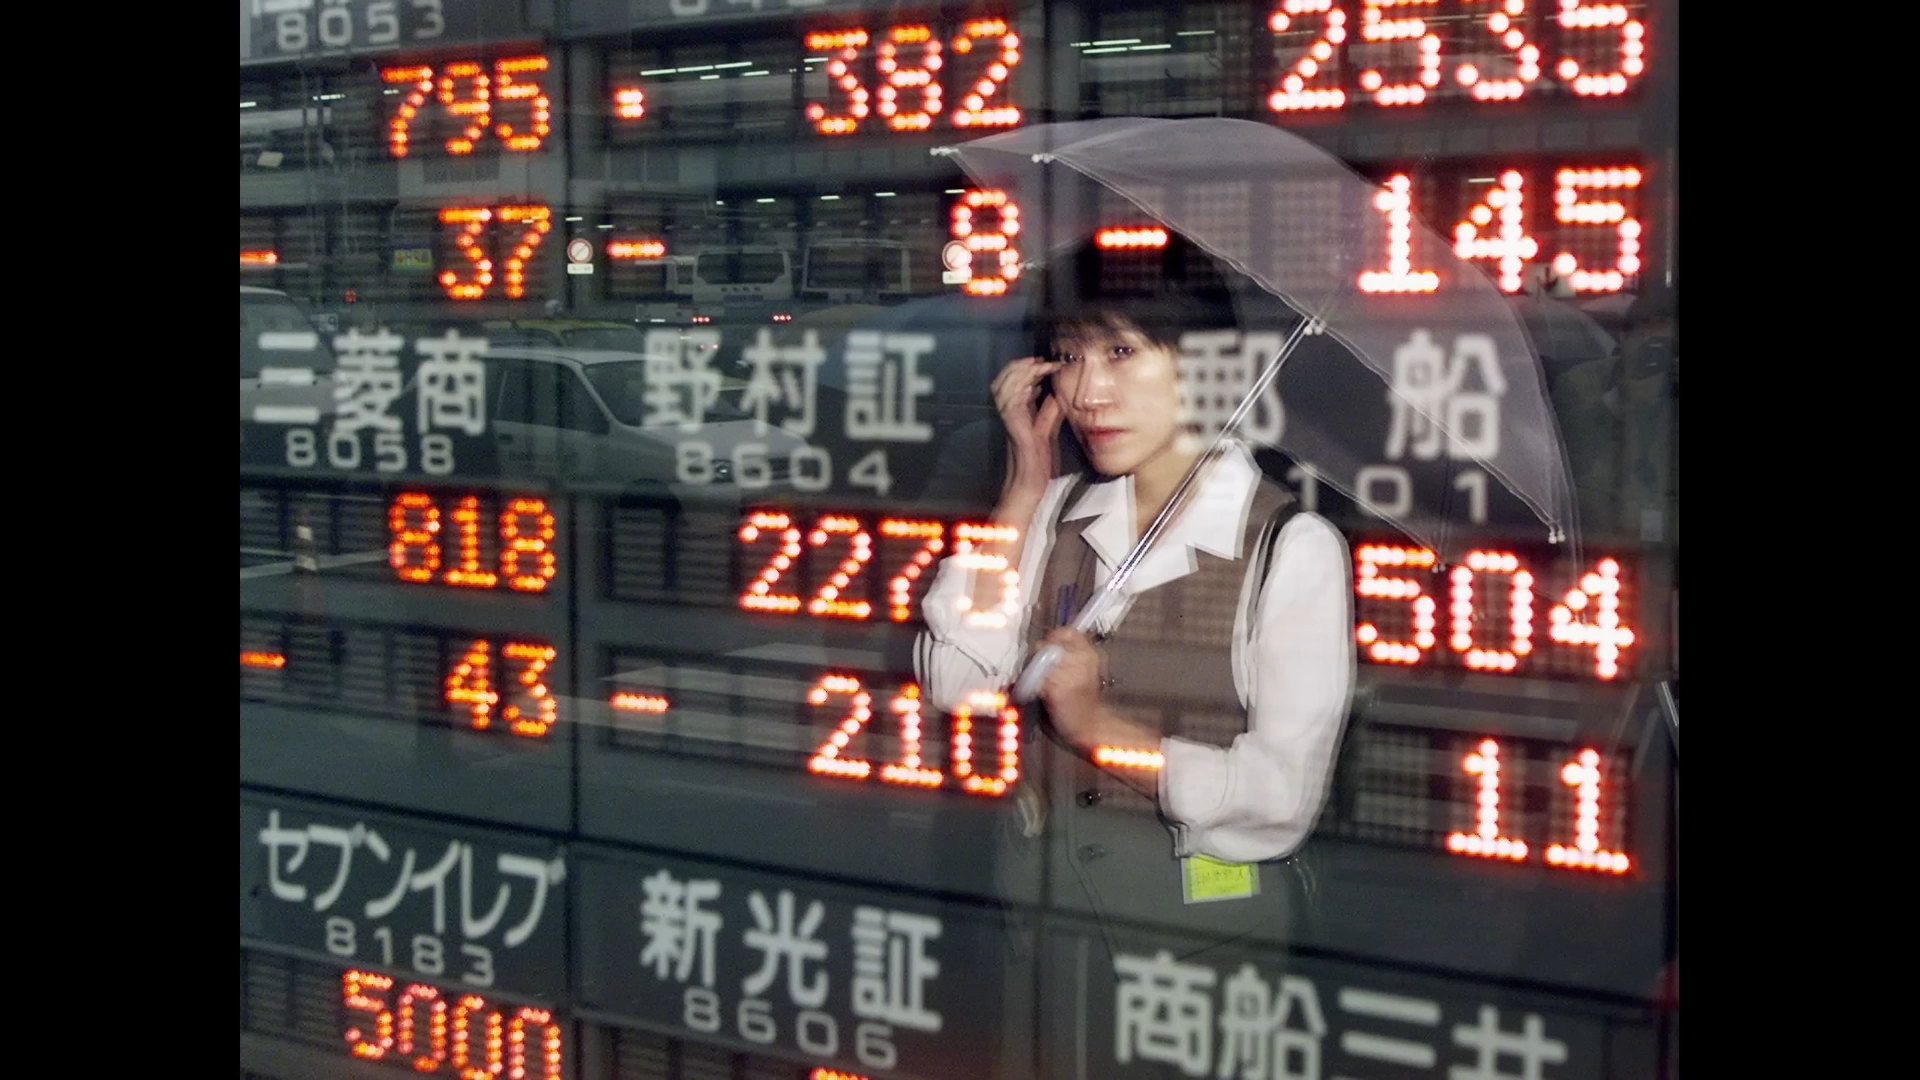 8053
795 382 2535
- 37 - 8 - 145
三菱商 野村証 郵船
8058 8604 9101
818 2275 504
- 43 - 210 - 11
セブンイレブ 新光証 商船三井
8183 8606
5000